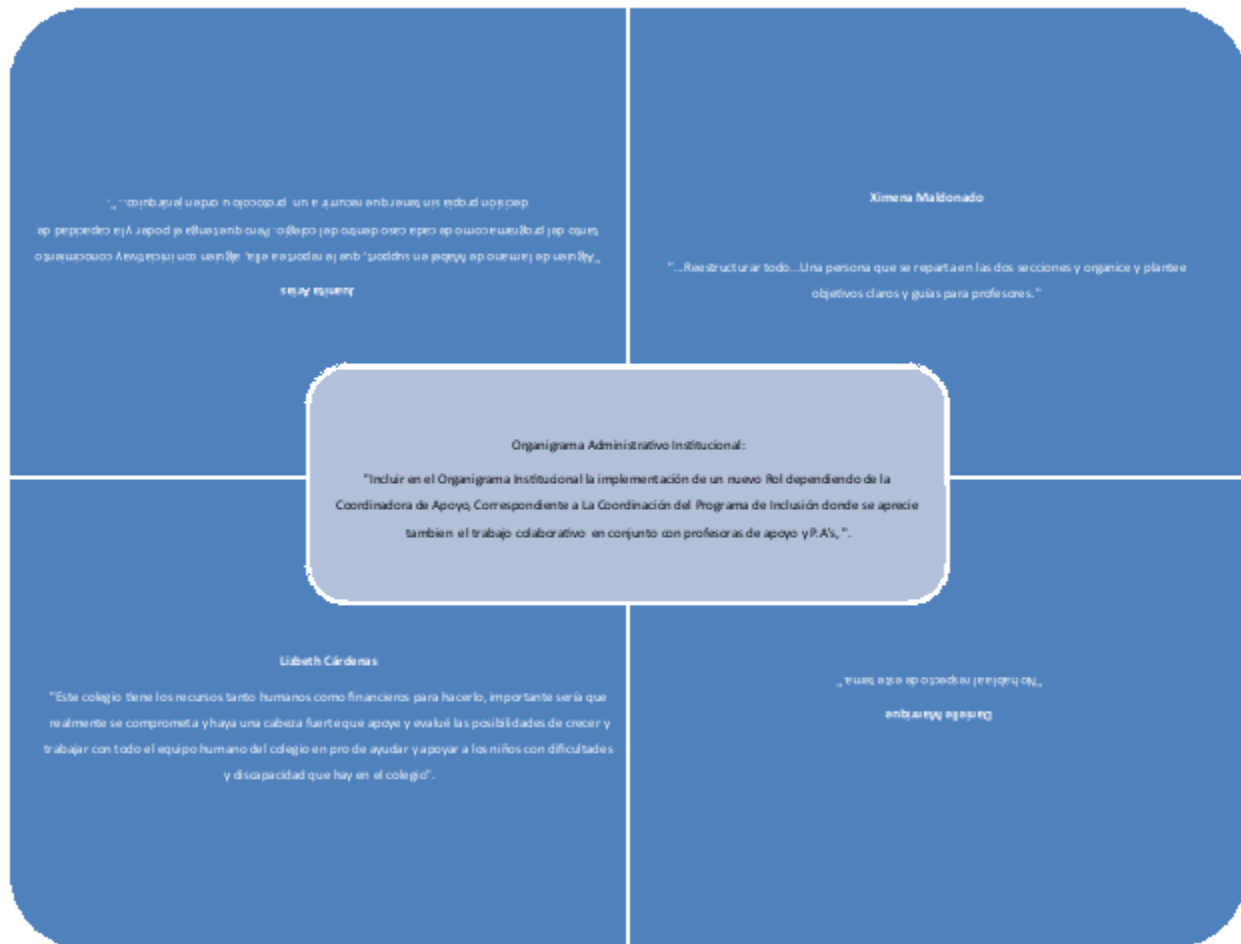 Juanita Arias
"Alguien de la mano de Mabel en support, que le reporte a ella, alguien con iniciativa y conocimiento
tanto del programa como de cada caso dentro del colegio. Pero que tenga el poder y la capacidad de
decisión propia sin tener que recurrir a un protocolo u orden jerárquico...".
Ximena Maldonado
"...Reestructurar todo...Una persona que se reparta en las dos secciones y organice y plantee
objetivos claros y guías para profesores."
Organigrama Administrativo Institucional:
"Incluir en el Organigrama Institucional la implementación de un nuevo Rol dependiendo de la
Coordinadora de Apoyo, Correspondiente a La Coordinación del Programa de Inclusión donde se aprecie
tambien el trabajo colaborativo en conjunto con profesoras de apoyo y P.A's, ".
Lizbeth Cárdenas
"Este colegio tiene los recursos tanto humanos como financieros para hacerlo, importante sería que
realmente se comprometa y haya una cabeza fuerte que apoye y evalué las posibilidades de crecer y
trabajar con todo el equipo humano del colegio en pro de ayudar y apoyar a los niños con dificultades
y discapacidad que hay en el colegio".
Danielle Manrique
"No habla al respecto de este tema."